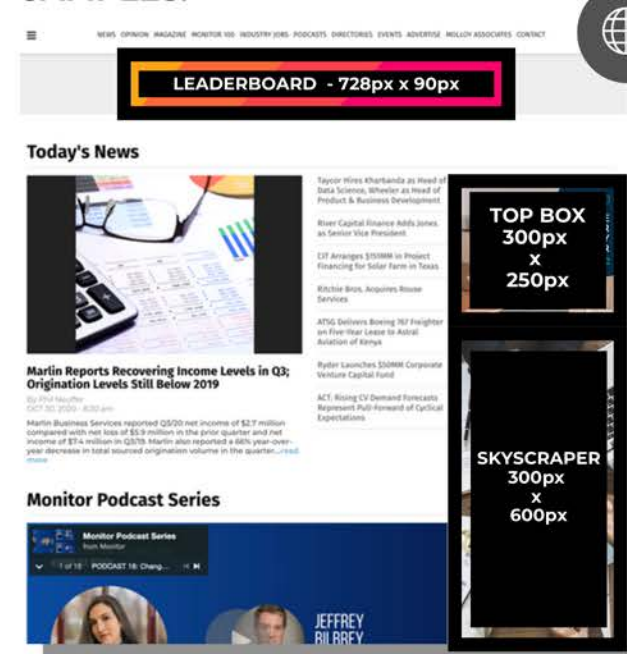 NEWS OPINION MAGAZINE MONITOR 100 INDUSTRY JOBS PODCASTS DIRECTORIES EVENTS ADVERTISE MOLLOY ASSOCIATES CONTACT
LEADERBOARD - 728px x 90px
Today's News
Marlin Reports Recovering Income Levels in Q3;
Origination Levels Still Below 2019
By Phil Neuffer
OCT 30, 2020 - 8:30 am
Marlin Business Services reported Q3/20 net income of $2.7 million
compared with net loss of $5.9 million in the prior quarter and net
income of $7.4 million in Q3/19. Marlin also reported a 66% year-over-
year decrease in total sourced origination volume in the quarter...read
more
Taycor Hires Kharbanda as Head of
Data Science, Wheeler as Head of
Product & Business Development
River Capital Finance Adds Jones
as Senior Vice President
CIT Arranges $151MM in Project
Financing for Solar Farm in Texas
Ritchie Bros. Acquires Rouse
Services
ATSG Delivers Boeing 767 Freighter
on Five-Year Lease to Astral
Aviation of Kenya
Ryder Launches $50MM Corporate
Venture Capital Fund
ACT: Rising CV Demand Forecasts
Represent Pull-Forward of Cyclical
Expectations
TOP BOX
300px
x
250px
SKYSCRAPER
300px
x
600px
Monitor Podcast Series
Monitor Podcast Series
from Monitor
1 of 18 PODCAST 18: Chang...
JEFFREY
BILBREY